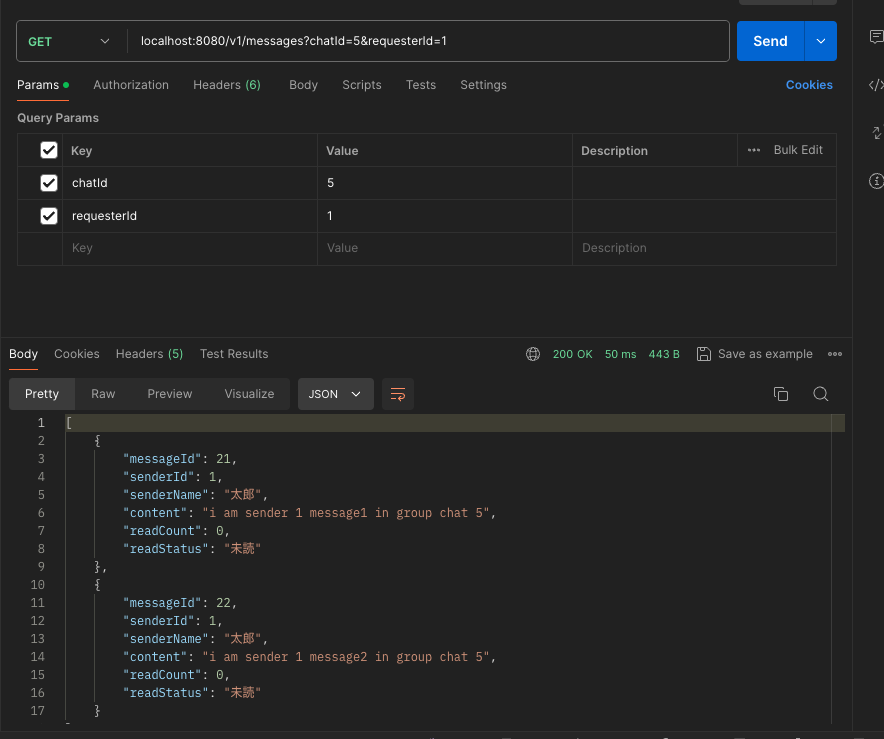 GET localhost:8080/v1/messages?chatId=5&requesterId=1 Send
Params Authorization Headers (6) Body Scripts Tests Settings Cookies
Query Params
Key Value Description ••• Bulk Edit
chatId 5
requesterId 1
Key Value Description
Body Cookies Headers (5) Test Results 200 OK 50 ms 443 B Save as example •••
Pretty Raw Preview Visualize JSON
1 [
2 {
3 "messageId": 21,
4 "senderId": 1,
5 "senderName": "太郎",
6 "content": "i am sender 1 message1 in group chat 5",
7 "readCount": 0,
8 "readStatus": "未読"
9 },
10 {
11 "messageId": 22,
12 "senderId": 1,
13 "senderName": "太郎",
14 "content": "i am sender 1 message2 in group chat 5",
15 "readCount": 0,
16 "readStatus": "未読"
17 }